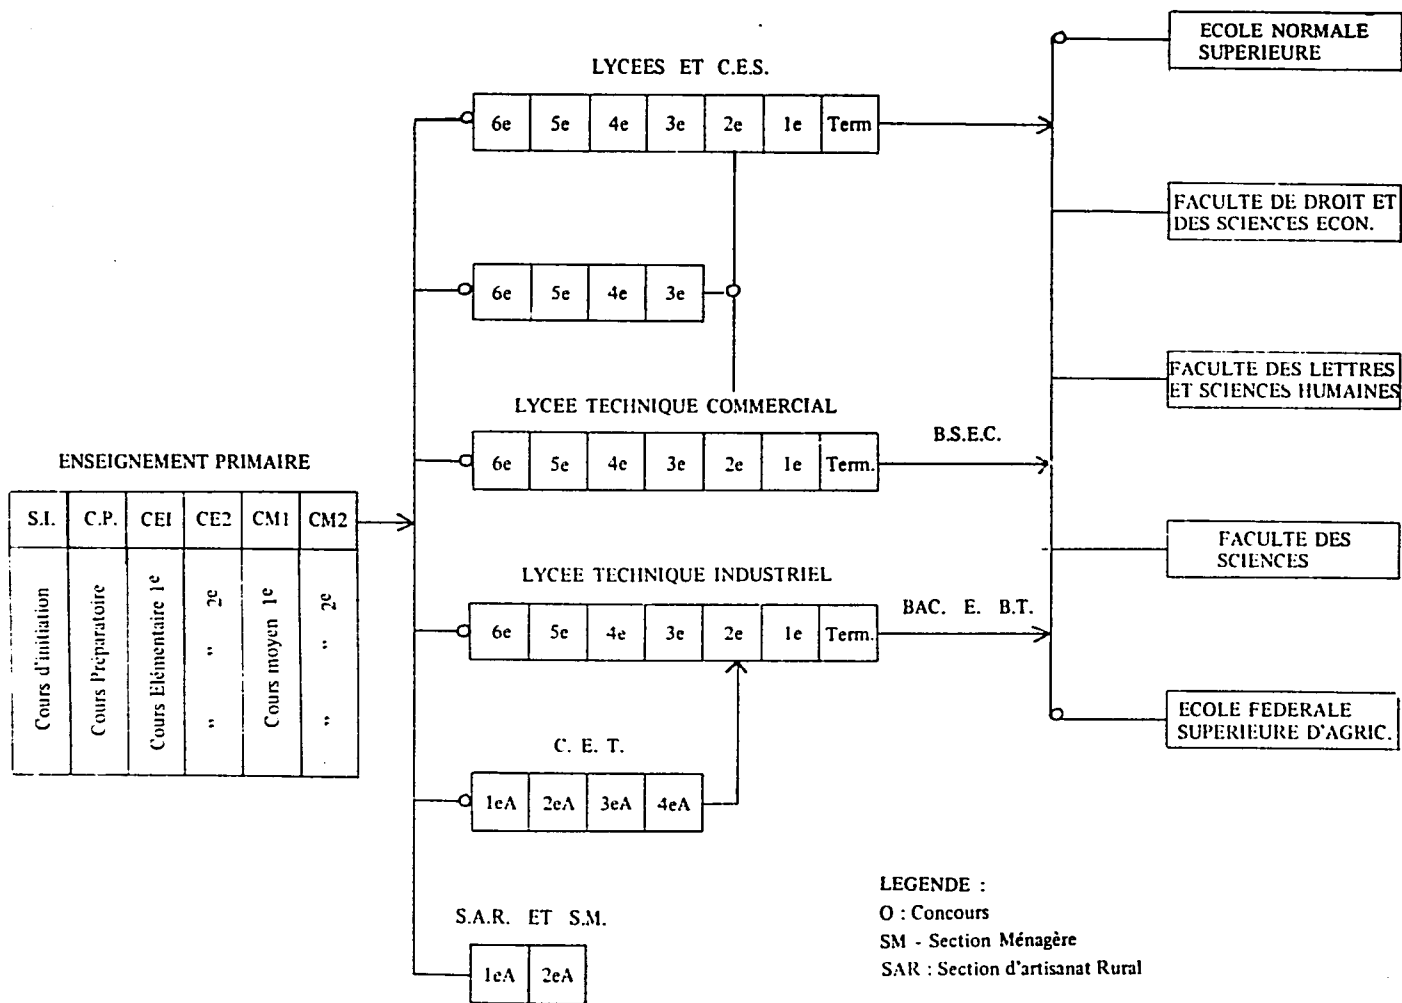 ECOLE NORMALE
SUPERIEURE
LYCEES ET C.E.S.
6e 5e 4e 3e 2e 1e Term
FACULTE DE DROIT ET
DES SCIENCES ECON.
6e 5e 4e 3e
FACULTE DES LETTRES
ET SCIENCES HUMAINES
LYCEE TECHNIQUE COMMERCIAL
B.S.E.C.
6e 5e 4e 3e 2e 1e Term.
ENSEIGNEMENT PRIMAIRE
S.I. C.P. CE1 CE2 CM1 CM2
Cours d'initiation
Cours Préparatoire
Cours Elémentaire 1e
" " 2e
Cours moyen 1e
" " 2e
FACULTE DES
SCIENCES
LYCEE TECHNIQUE INDUSTRIEL
BAC. E. B.T.
6e 5e 4e 3e 2e 1e Term.
ECOLE FEDERALE
SUPERIEURE D'AGRIC.
C. E. T.
1eA 2eA 3eA 4eA
S.A.R. ET S.M.
1eA 2eA
LEGENDE :
O : Concours
SM - Section Ménagère
SAR : Section d'artisanat Rural